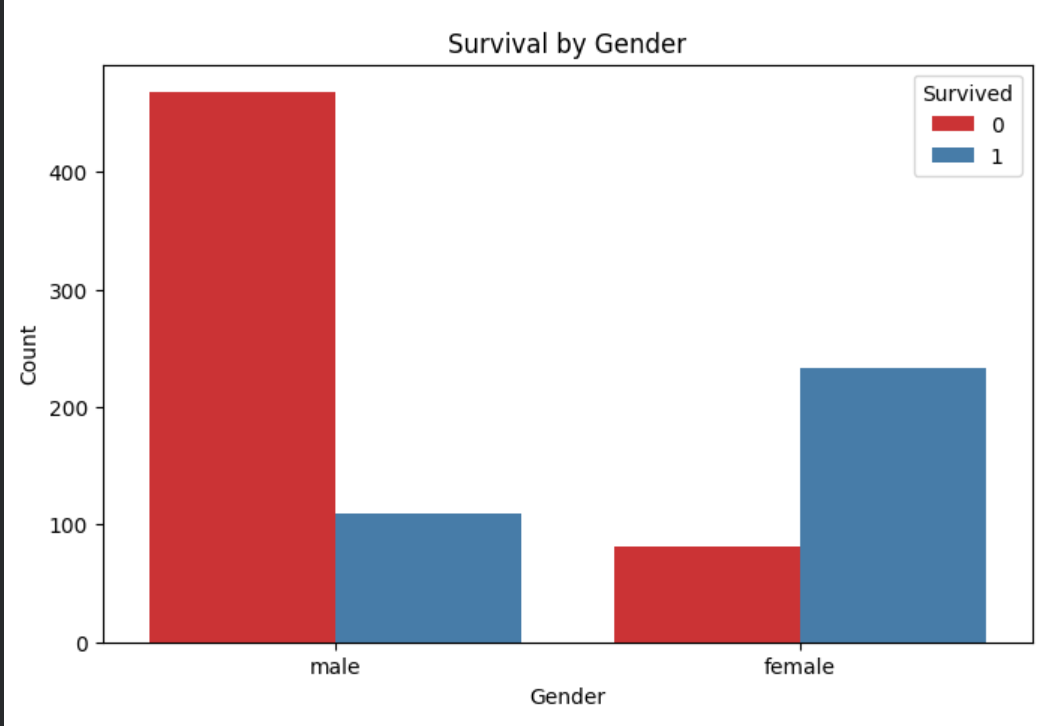 Survival by Gender
Survived
0
1
400
300
200
100
0
Count
male
female
Gender